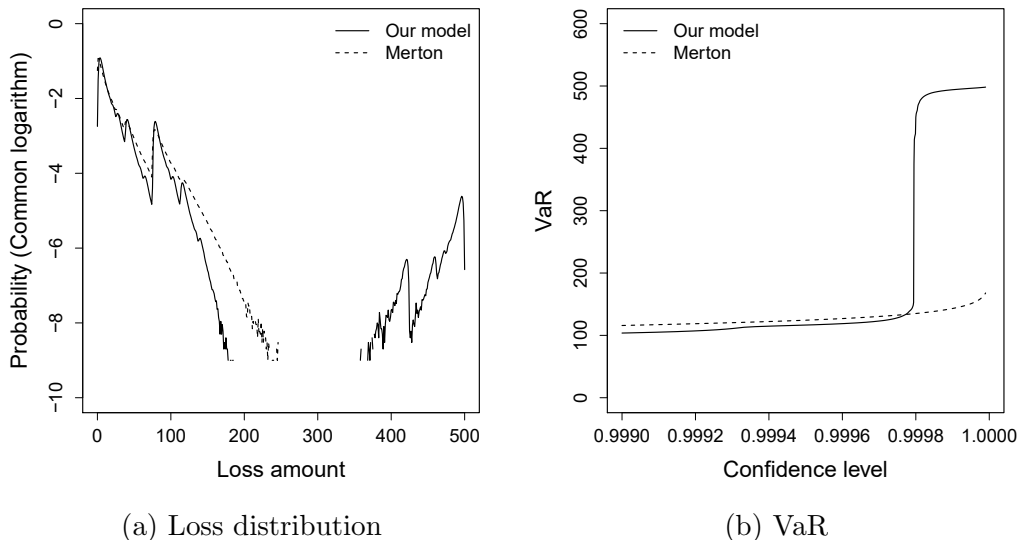 Our model
Merton
0
−2
−4
−6
−8
−10
Probability (Common logarithm)
0
100
200
300
400
500
Loss amount
(a) Loss distribution
Our model
Merton
600
500
400
300
200
100
0
VaR
0.9990
0.9992
0.9994
0.9996
0.9998
1.0000
Confidence level
(b) VaR